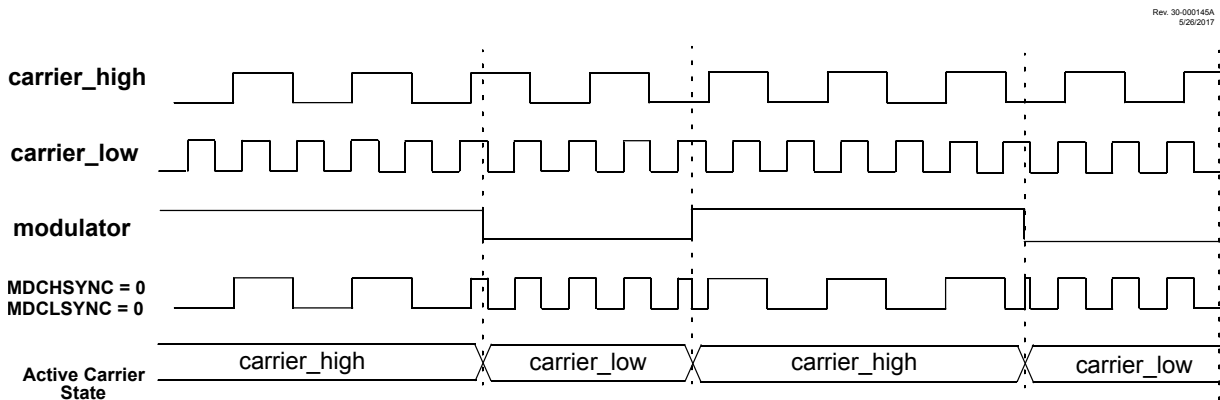 Rev. 30-000145A
5/26/2017
carrier_high
carrier_low
modulator
MDCHSYNC = 0
MDCLSYNC = 0
carrier_high
carrier_low
carrier_high
carrier_low
Active Carrier
State